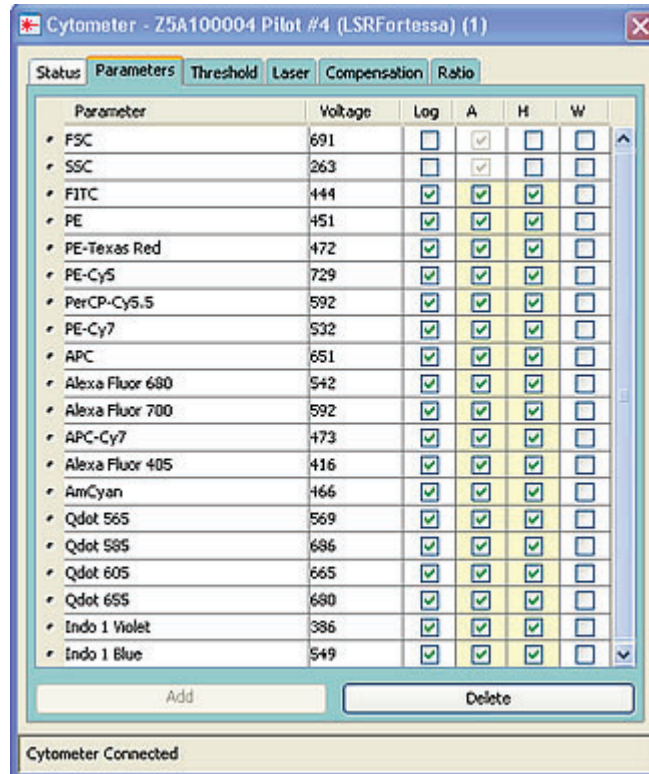 Cytometer - Z5A100004 Pilot #4 (LSRFortessa) (1)
Status Parameters Threshold Laser Compensation Ratio
Parameter Voltage Log A H W
FSC 691
SSC 263
FITC 444
PE 451
PE-Texas Red 472
PE-Cy5 729
PerCP-Cy5.5 592
PE-Cy7 532
APC 651
Alexa Fluor 680 542
Alexa Fluor 700 592
APC-Cy7 473
Alexa Fluor 405 416
AmCyan 466
Qdot 565 569
Qdot 585 686
Qdot 605 665
Qdot 655 680
Indo 1 Violet 386
Indo 1 Blue 549
Add Delete
Cytometer Connected